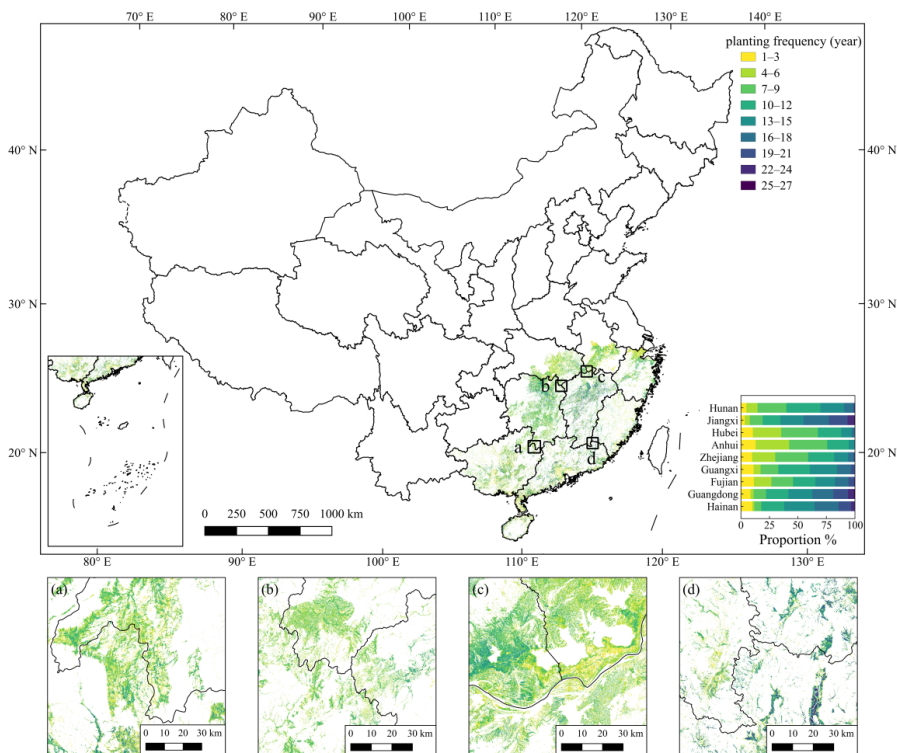 70° E 80° E 90° E 100° E 110° E 120° E 130° E 140° E
planting frequency (year)
1–3
4–6
7–9
10–12
13–15
16–18
19–21
22–24
25–27
40° N 40° N
30° N 30° N
20° N 20° N
a
b
c
d
0 250 500 750 1000 km
Hunan
Jiangxi
Hubei
Anhui
Zhejiang
Guangxi
Fujian
Guangdong
Hainan
0 25 50 75 100
Proportion %
80° E 90° E 100° E 110° E 120° E 130° E
(a)
0 10 20 30 km
(b)
0 10 20 30 km
(c)
0 10 20 30 km
(d)
0 10 20 30 km